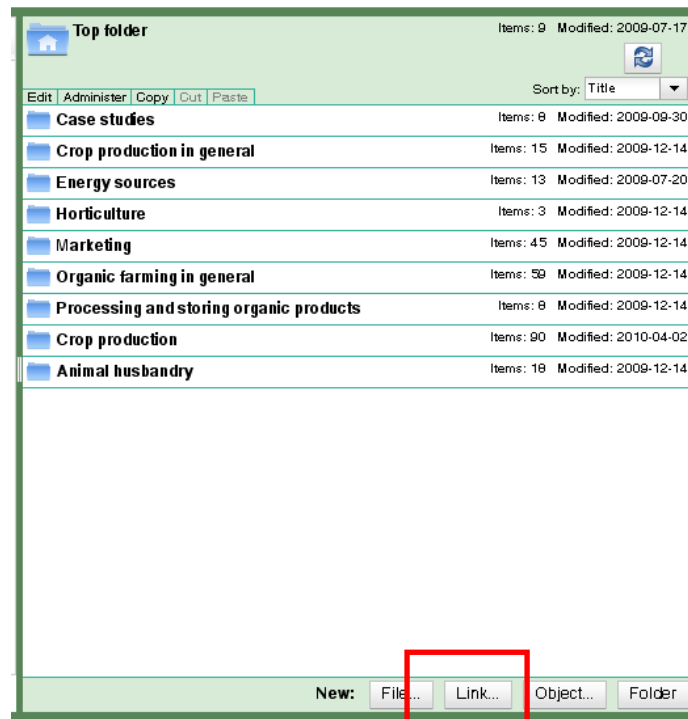 Top folder Items: 9 Modified: 2009-07-17
Sort by: Title
Edit Administer Copy Cut Paste
Case studies Items: 8 Modified: 2009-09-30
Crop production in general Items: 15 Modified: 2009-12-14
Energy sources Items: 13 Modified: 2009-07-20
Horticulture Items: 3 Modified: 2009-12-14
Marketing Items: 45 Modified: 2009-12-14
Organic farming in general Items: 59 Modified: 2009-12-14
Processing and storing organic products Items: 8 Modified: 2009-12-14
Crop production Items: 90 Modified: 2010-04-02
Animal husbandry Items: 18 Modified: 2009-12-14
New: File... Link... Object... Folder